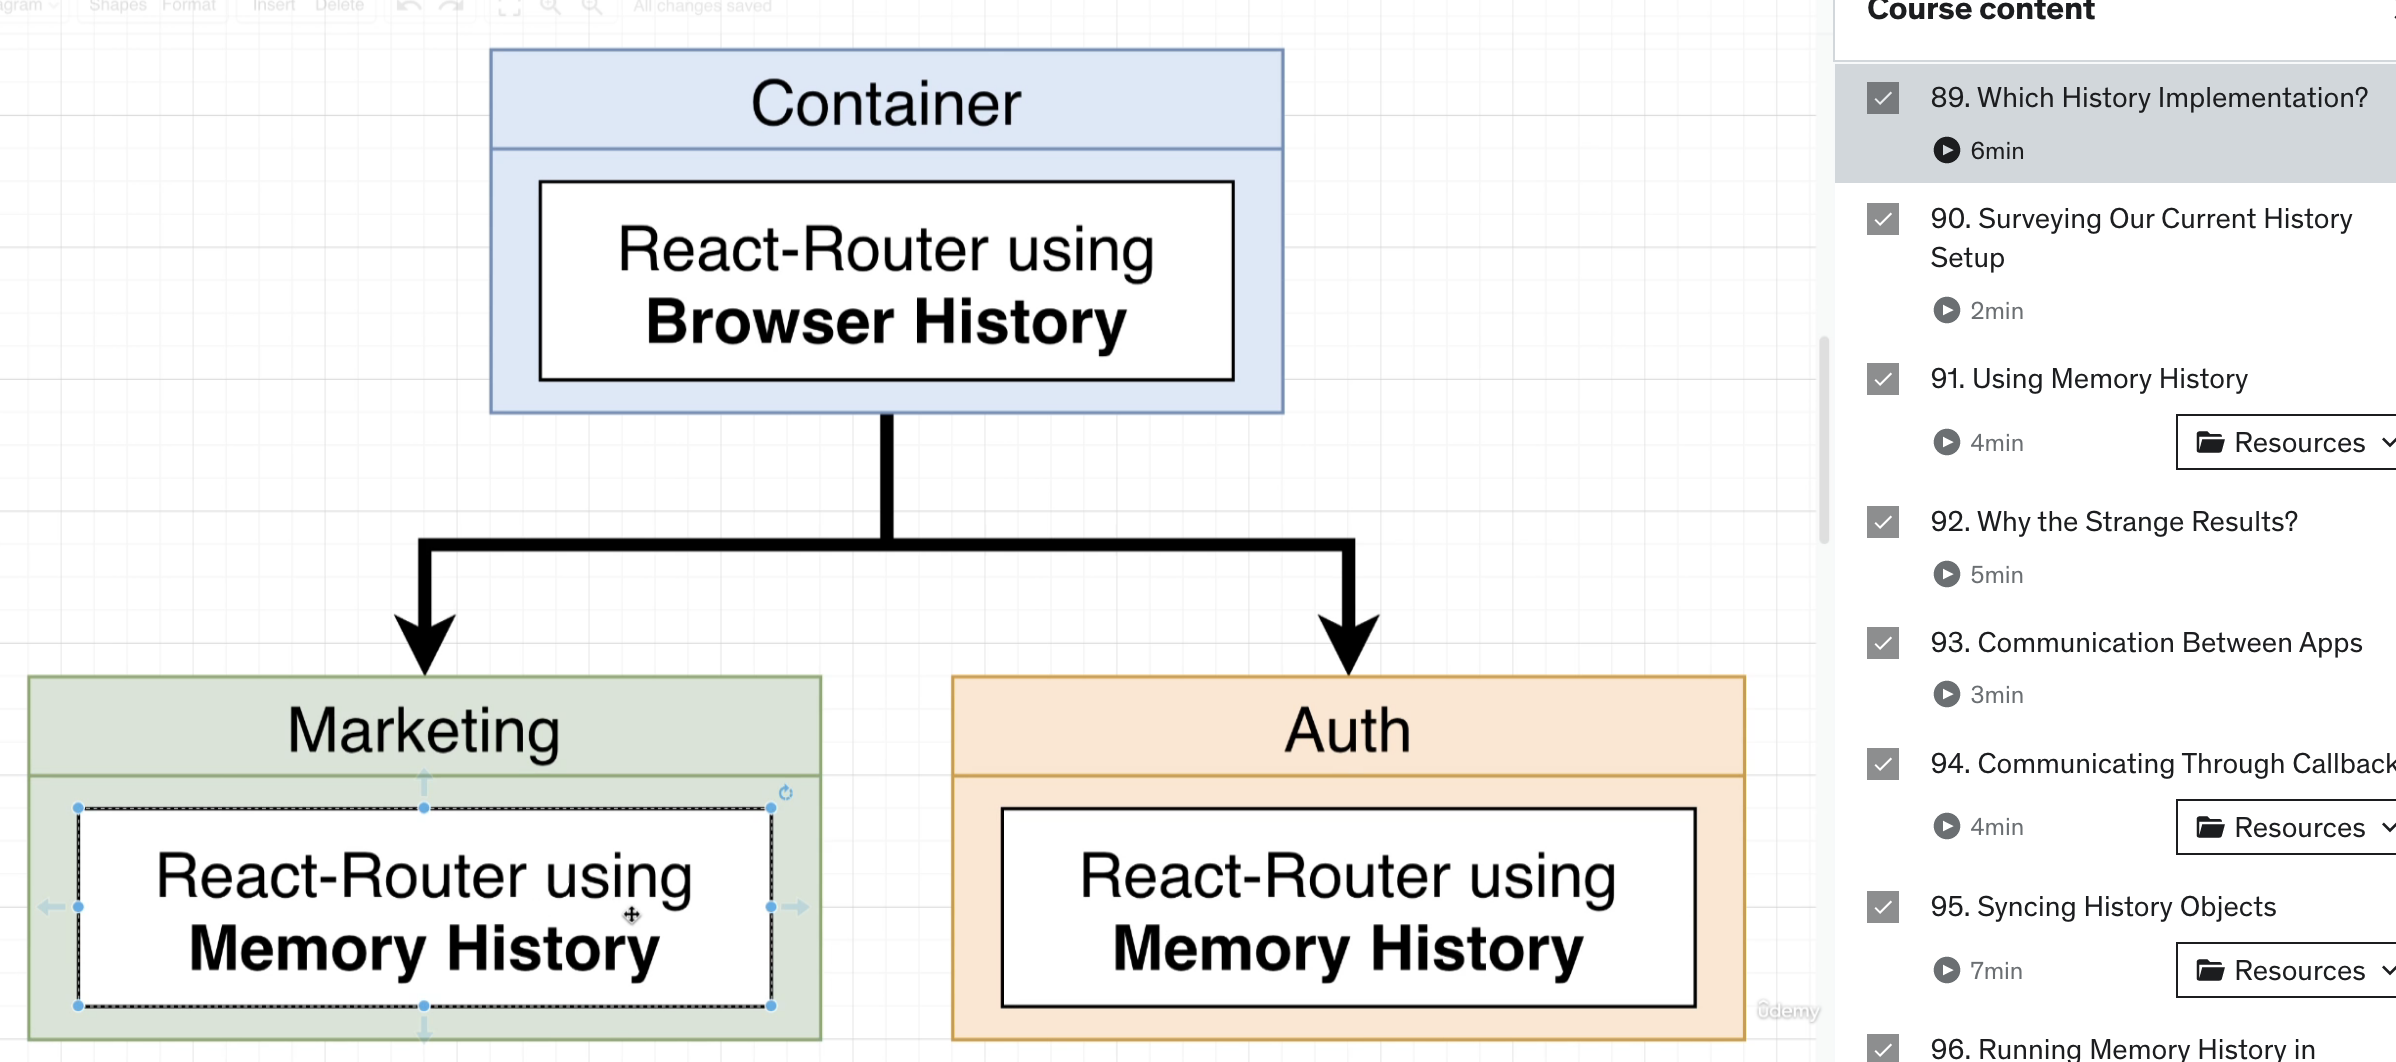 agram
Shapes
Format
Insert
Delete
All changes saved
Container
React-Router using
Browser History
Marketing
React-Router using
Memory History
Auth
React-Router using
Memory History
ûdemy
Course content
89. Which History Implementation?
6min
90. Surveying Our Current History
Setup
2min
91. Using Memory History
4min
Resources
92. Why the Strange Results?
5min
93. Communication Between Apps
3min
94. Communicating Through Callback
4min
Resources
95. Syncing History Objects
7min
Resources
96. Running Memory History in